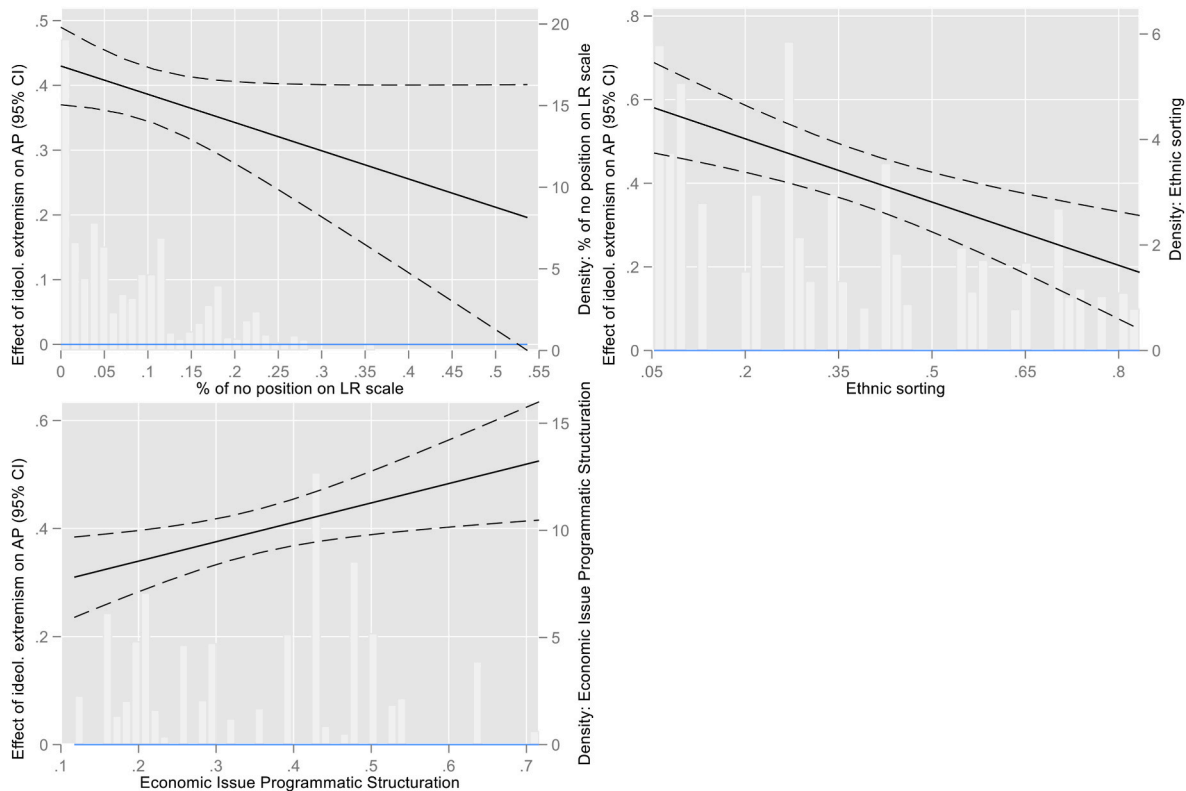 Effect of ideol. extremism on AP (95% CI)
.5
.4
.3
.2
.1
0
20
15
10
5
0
Density: % of no position on LR scale
0 .05 .1 .15 .2 .25 .3 .35 .4 .45 .5 .55
% of no position on LR scale
Effect of ideol. extremism on AP (95% CI)
.8
.6
.4
.2
0
6
4
2
0
Density: Ethnic sorting
.05 .2 .35 .5 .65 .8
Ethnic sorting
Effect of ideol. extremism on AP (95% CI)
.6
.4
.2
0
15
10
5
0
Density: Economic Issue Programmatic Structuration
.1 .2 .3 .4 .5 .6 .7
Economic Issue Programmatic Structuration